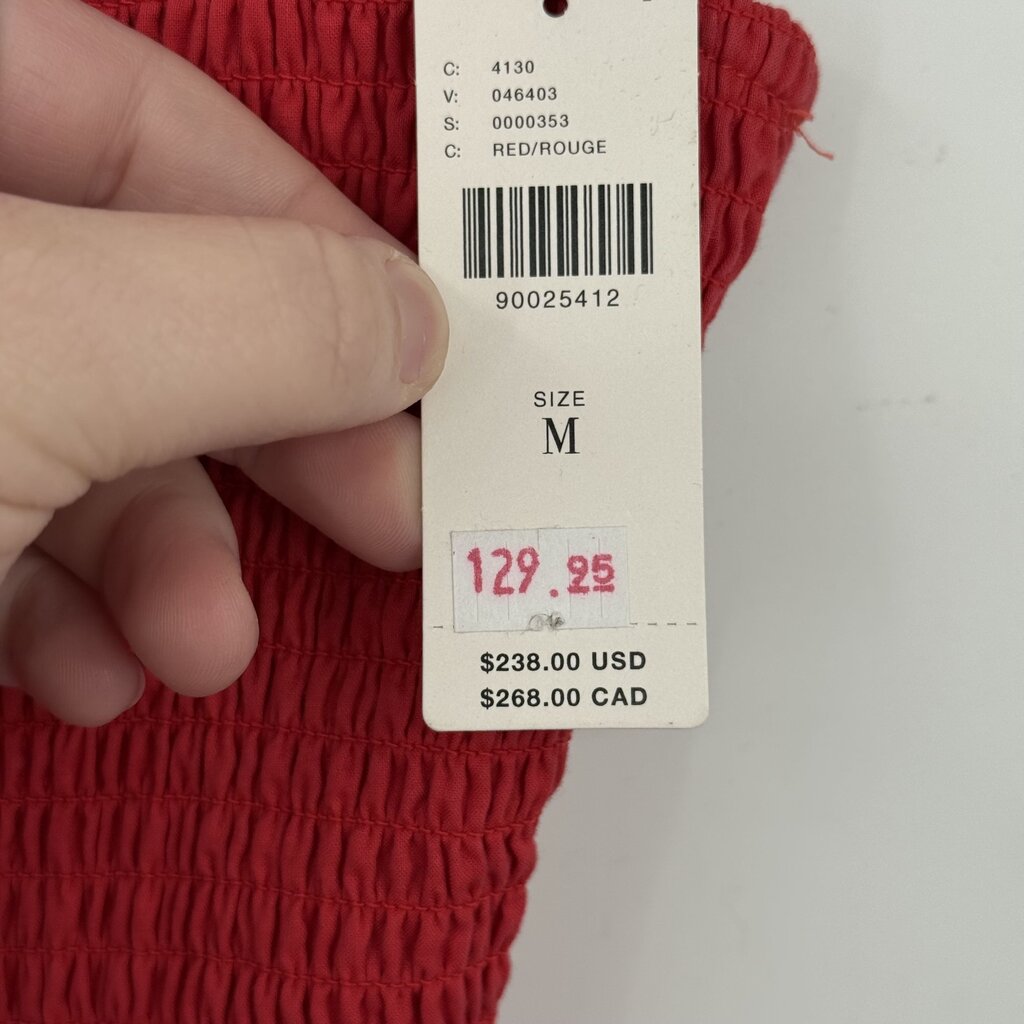 C: 4130
V: 046403
S: 0000353
C: RED/ROUGE
90025412
SIZE
M
129.95
$238.00 USD
$268.00 CAD